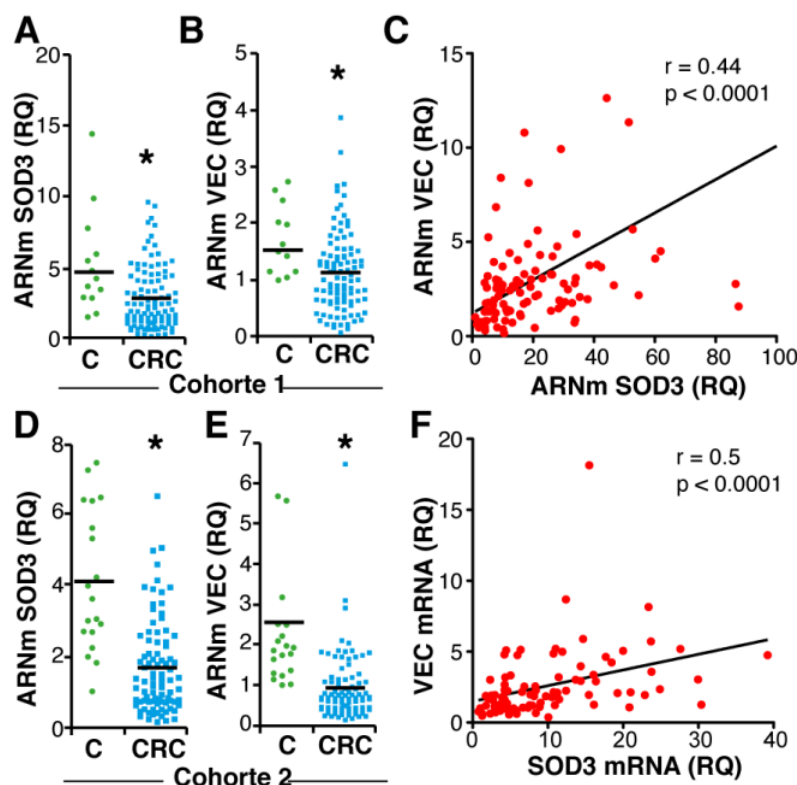 A
ARNm SOD3 (RQ)
20
15
10
5
0
*
C CRC
B
ARNm VEC (RQ)
5
4
3
2
1
0
*
C CRC
Cohorte 1
C
ARNm VEC (RQ)
15
10
5
0
r = 0.44
p < 0.0001
0 20 40 60 80 100
ARNm SOD3 (RQ)
D
ARNm SOD3 (RQ)
8
6
4
2
0
*
C CRC
E
ARNm VEC (RQ)
7
6
5
4
3
2
1
0
*
C CRC
Cohorte 2
F
VEC mRNA (RQ)
20
15
10
5
0
r = 0.5
p < 0.0001
0 10 20 30 40
SOD3 mRNA (RQ)